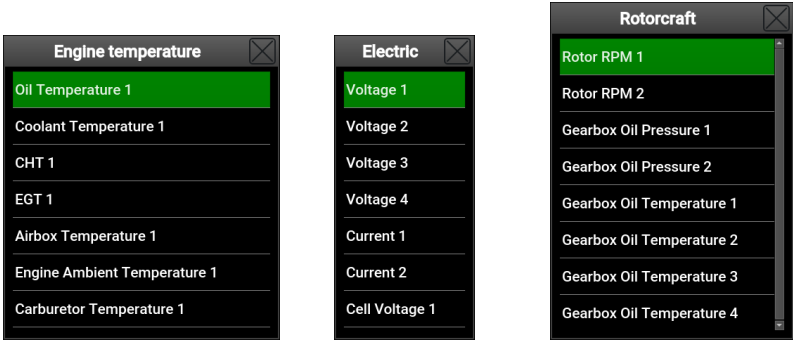 Engine temperature
Oil Temperature 1
Coolant Temperature 1
CHT 1
EGT 1
Airbox Temperature 1
Engine Ambient Temperature 1
Carburetor Temperature 1
Electric
Voltage 1
Voltage 2
Voltage 3
Voltage 4
Current 1
Current 2
Cell Voltage 1
Rotorcraft
Rotor RPM 1
Rotor RPM 2
Gearbox Oil Pressure 1
Gearbox Oil Pressure 2
Gearbox Oil Temperature 1
Gearbox Oil Temperature 2
Gearbox Oil Temperature 3
Gearbox Oil Temperature 4